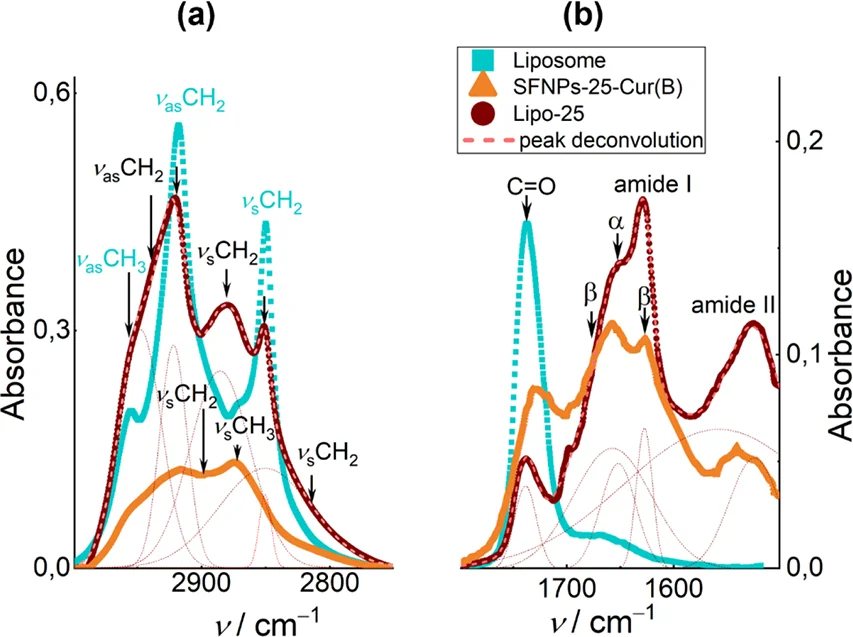 (a)
(b)
Liposome
SFNPs-25-Cur(B)
Lipo-25
peak deconvolution
0,6
0,3
0,0
Absorbance
νasCH2
νasCH2
νasCH3
νsCH2
νsCH2
νsCH2
νsCH3
νsCH2
2900
2800
ν / cm−1
C=O
amide I
α
β
β
amide II
0,2
0,1
0,0
Absorbance
1700
1600
ν / cm−1